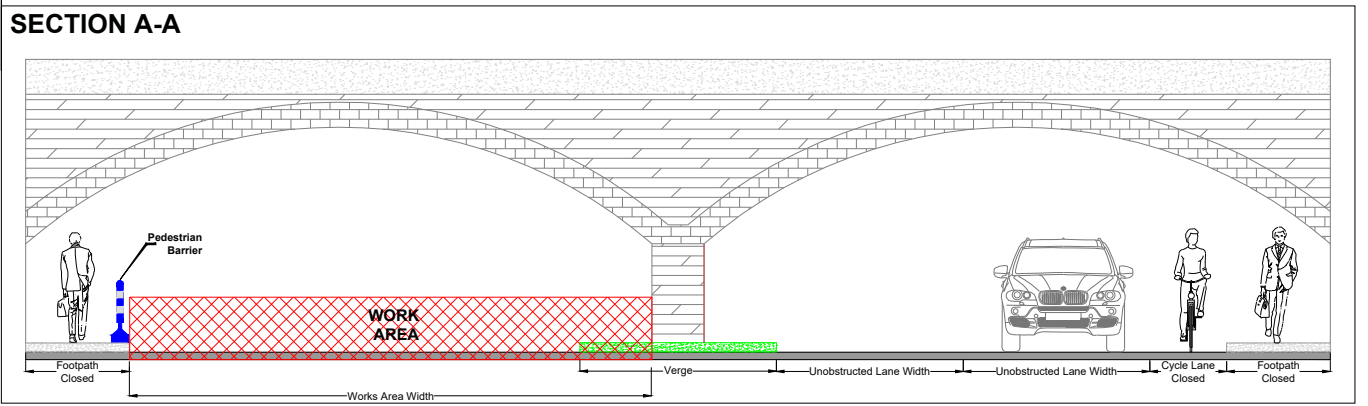 SECTION A-A
Pedestrian
Barrier
WORK
AREA
Footpath
Closed
Works Area Width
Verge
Unobstructed Lane Width
Unobstructed Lane Width
Cycle Lane
Closed
Footpath
Closed